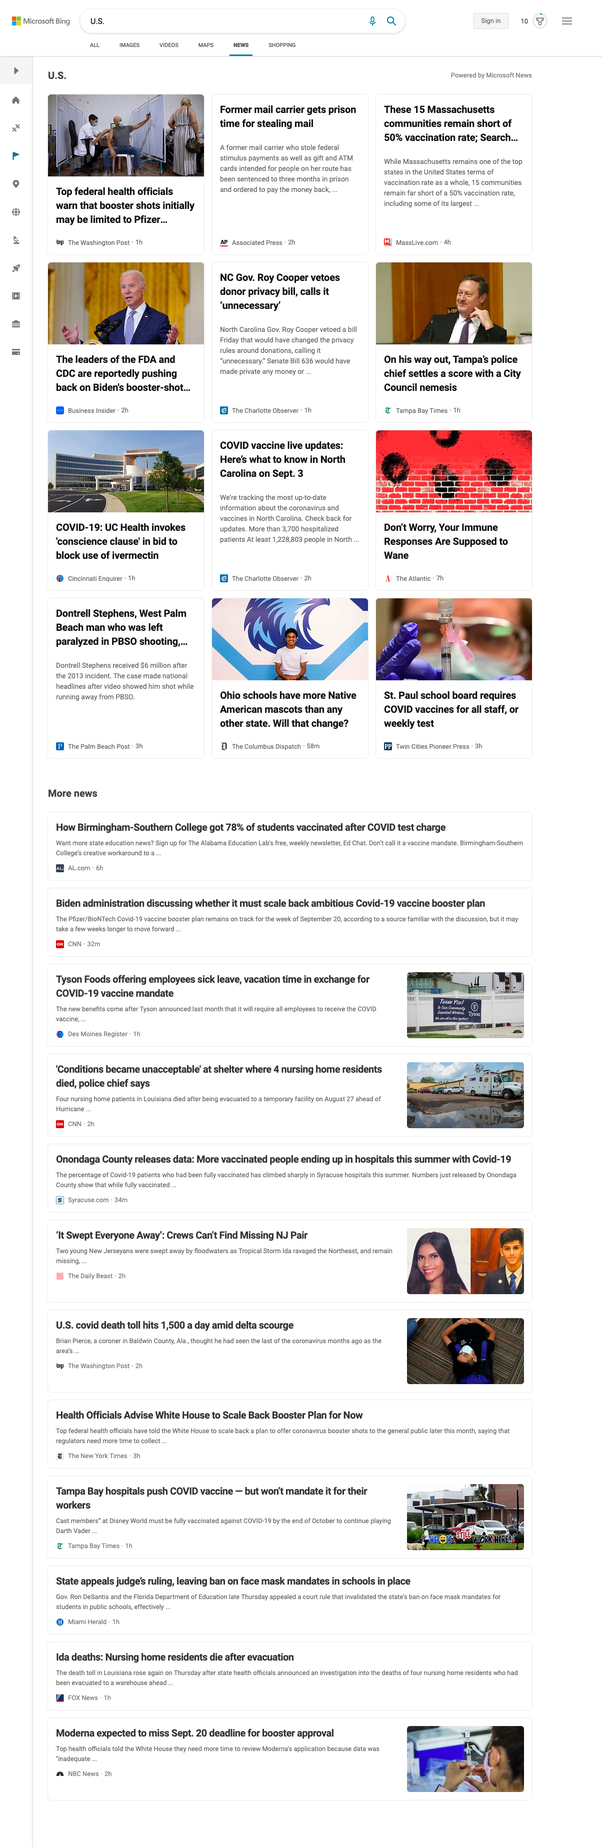 Microsoft Bing
U.S.
Sign in
10
ALL IMAGES VIDEOS MAPS NEWS SHOPPING
U.S.
Powered by Microsoft News
Top federal health officials
warn that booster shots initially
may be limited to Pfizer…
The Washington Post · 1h
Former mail carrier gets prison
time for stealing mail
A former mail carrier who stole federal
stimulus payments as well as gift and ATM
cards intended for people on her route has
been sentenced to three months in prison
and ordered to pay the money back, ...
AP Associated Press · 2h
These 15 Massachusetts
communities remain short of
50% vaccination rate; Search…
While Massachusetts remains one of the top
states in the United States terms of
vaccination rate as a whole, 15 communities
remain far short of a 50% vaccination rate,
including some of its largest ...
MassLive.com · 4h
The leaders of the FDA and
CDC are reportedly pushing
back on Biden's booster-shot…
Business Insider · 2h
NC Gov. Roy Cooper vetoes
donor privacy bill, calls it
‘unnecessary’
North Carolina Gov. Roy Cooper vetoed a bill
Friday that would have changed the privacy
rules around donations, calling it
“unnecessary.” Senate Bill 636 would have
made private any money or ...
The Charlotte Observer · 1h
On his way out, Tampa’s police
chief settles a score with a City
Council nemesis
Tampa Bay Times · 1h
COVID-19: UC Health invokes
'conscience clause' in bid to
block use of ivermectin
Cincinnati Enquirer · 1h
COVID vaccine live updates:
Here’s what to know in North
Carolina on Sept. 3
We’re tracking the most up-to-date
information about the coronavirus and
vaccines in North Carolina. Check back for
updates. More than 3,700 hospitalized
patients At least 1,228,803 people in North ...
The Charlotte Observer · 2h
Don’t Worry, Your Immune
Responses Are Supposed to
Wane
The Atlantic · 7h
Dontrell Stephens, West Palm
Beach man who was left
paralyzed in PBSO shooting,…
Dontrell Stephens received $6 million after
the 2013 incident. The case made national
headlines after video showed him shot while
running away from PBSO.
The Palm Beach Post · 3h
Ohio schools have more Native
American mascots than any
other state. Will that change?
The Columbus Dispatch · 58m
St. Paul school board requires
COVID vaccines for all staff, or
weekly test
PP Twin Cities Pioneer Press · 3h
More news
How Birmingham-Southern College got 78% of students vaccinated after COVID test charge
Want more state education news? Sign up for The Alabama Education Lab’s free, weekly newsletter, Ed Chat. Don’t call it a vaccine mandate. Birmingham-Southern
College’s creative workaround to a ...
AL.com · 6h
Biden administration discussing whether it must scale back ambitious Covid-19 vaccine booster plan
The Pfizer/BioNTech Covid-19 vaccine booster plan remains on track for the week of September 20, according to a source familiar with the discussion, but it may
take a few weeks longer to move forward ...
CNN · 32m
Tyson Foods offering employees sick leave, vacation time in exchange for
COVID-19 vaccine mandate
The new benefits come after Tyson announced last month that it will require all employees to receive the COVID
vaccine, ...
Des Moines Register · 1h
Thank You!
Tyson
'Conditions became unacceptable' at shelter where 4 nursing home residents
died, police chief says
Four nursing home patients in Louisiana died after being evacuated to a temporary facility on August 27 ahead of
Hurricane ...
CNN · 2h
Onondaga County releases data: More vaccinated people ending up in hospitals this summer with Covid-19
The percentage of Covid-19 patients who had been fully vaccinated has climbed sharply in Syracuse hospitals this summer. Numbers just released by Onondaga
County show that while fully vaccinated ...
Syracuse.com · 34m
‘It Swept Everyone Away’: Crews Can’t Find Missing NJ Pair
Two young New Jerseyans were swept away by floodwaters as Tropical Storm Ida ravaged the Northeast, and remain
missing, ...
The Daily Beast · 2h
U.S. covid death toll hits 1,500 a day amid delta scourge
Brian Pierce, a coroner in Baldwin County, Ala., thought he had seen the last of the coronavirus months ago as the
area's ...
The Washington Post · 2h
Health Officials Advise White House to Scale Back Booster Plan for Now
Top federal health officials have told the White House to scale back a plan to offer coronavirus booster shots to the general public later this month, saying that
regulators need more time to collect ...
The New York Times · 3h
Tampa Bay hospitals push COVID vaccine — but won’t mandate it for their
workers
Cast members” at Disney World must be fully vaccinated against COVID-19 by the end of October to continue playing
Darth Vader ...
Tampa Bay Times · 1h
WORK HERE!
State appeals judge’s ruling, leaving ban on face mask mandates in schools in place
Gov. Ron DeSantis and the Florida Department of Education late Thursday appealed a court rule that invalidated the state’s ban on face mask mandates for
students in public schools, effectively ...
Miami Herald · 1h
Ida deaths: Nursing home residents die after evacuation
The death toll in Louisiana rose again on Thursday after state health officials announced an investigation into the deaths of four nursing home residents who had
been evacuated to a warehouse ahead ...
FOX News · 1h
Moderna expected to miss Sept. 20 deadline for booster approval
Top health officials told the White House they need more time to review Moderna's application because data was
"inadequate ...
NBC News · 2h